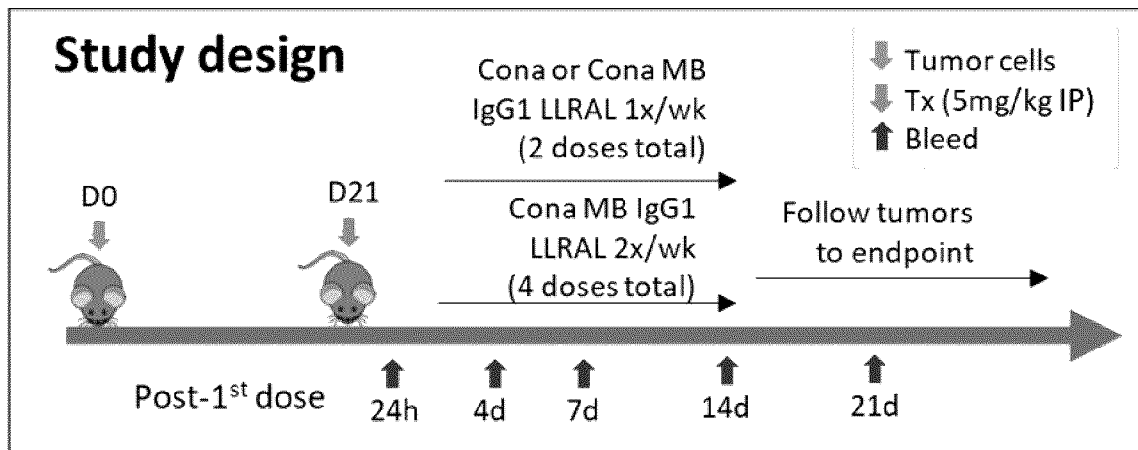 Study design
Cona or Cona MB
IgG1 LLRAL 1x/wk
(2 doses total)
Tumor cells
Tx (5mg/kg IP)
Bleed
D0
D21
Cona MB IgG1
LLRAL 2x/wk
(4 doses total)
Follow tumors
to endpoint
Post-1st dose
24h
4d
7d
14d
21d